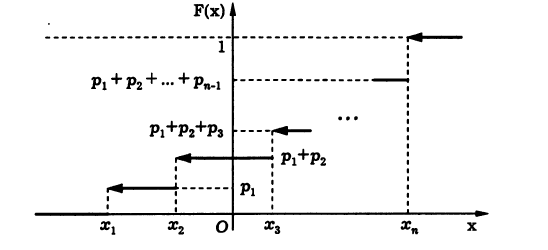 F(x)
1
p₁ + p₂ + ... + pₙ₋₁
...
p₁+p₂+p₃
p₁+p₂
p₁
x₁ x₂ O x₃ xₙ x